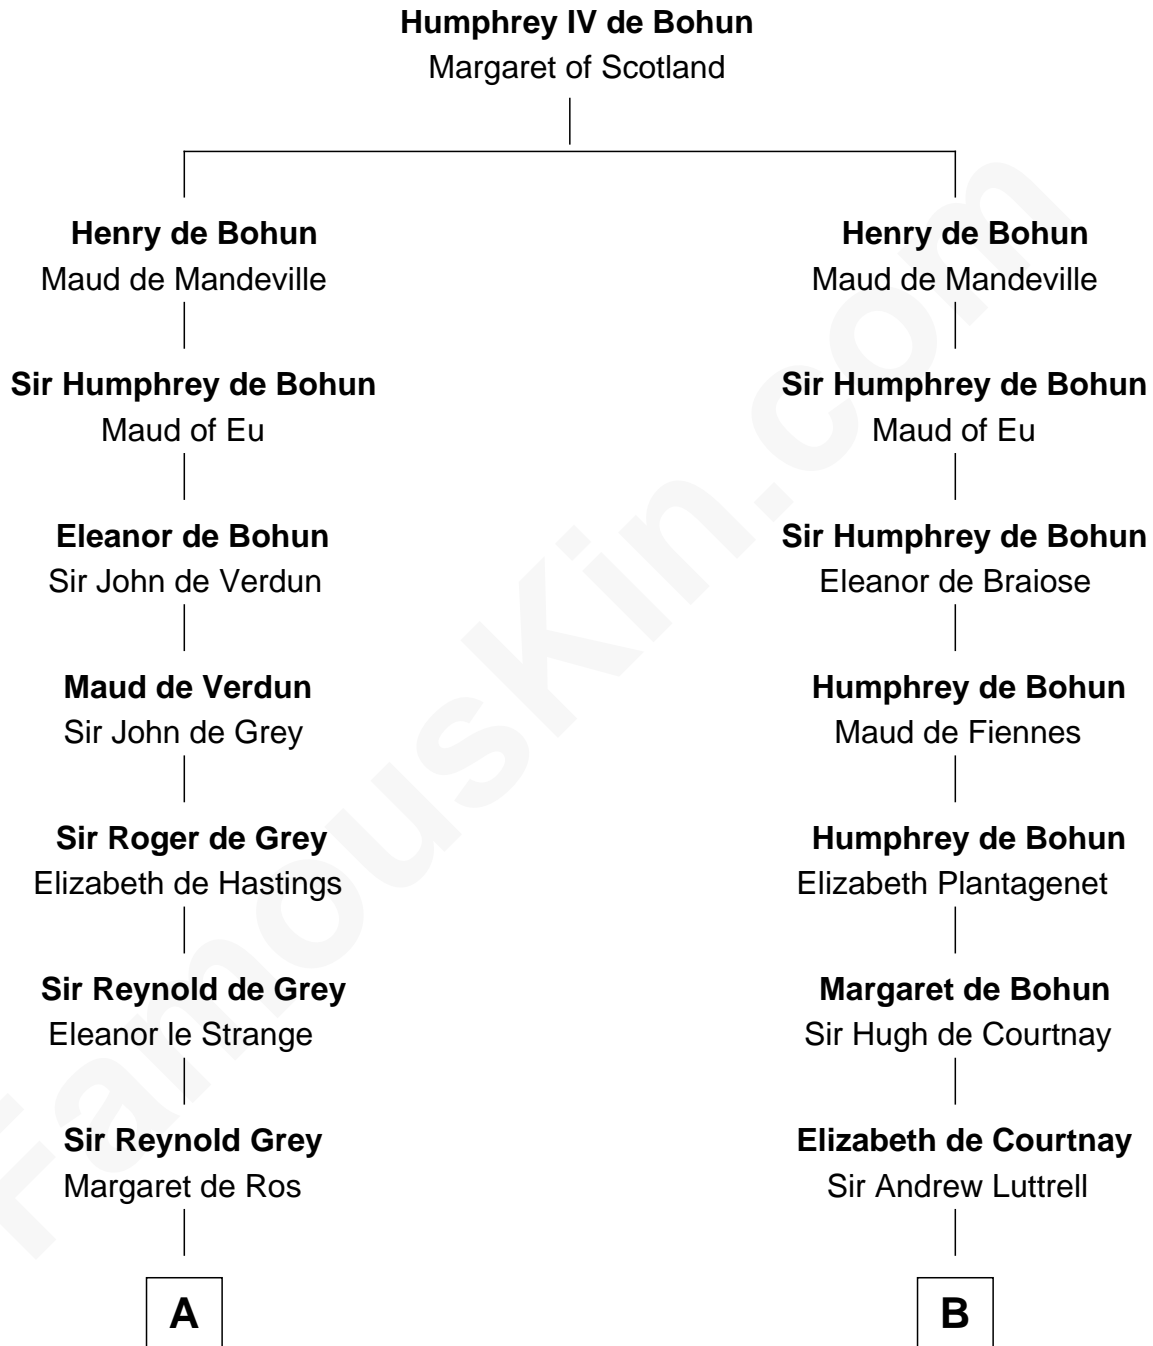 Humphrey IV de Bohun
Margaret of Scotland
Henry de Bohun
Maud de Mandeville
Henry de Bohun
Maud de Mandeville
Sir Humphrey de Bohun
Maud of Eu
Sir Humphrey de Bohun
Maud of Eu
Eleanor de Bohun
Sir John de Verdun
Sir Humphrey de Bohun
Eleanor de Braiose
Maud de Verdun
Sir John de Grey
Humphrey de Bohun
Maud de Fiennes
Sir Roger de Grey
Elizabeth de Hastings
Humphrey de Bohun
Elizabeth Plantagenet
Sir Reynold de Grey
Eleanor le Strange
Margaret de Bohun
Sir Hugh de Courtnay
Sir Reynold Grey
Margaret de Ros
Elizabeth de Courtnay
Sir Andrew Luttrell
A
B
FamousKin.com